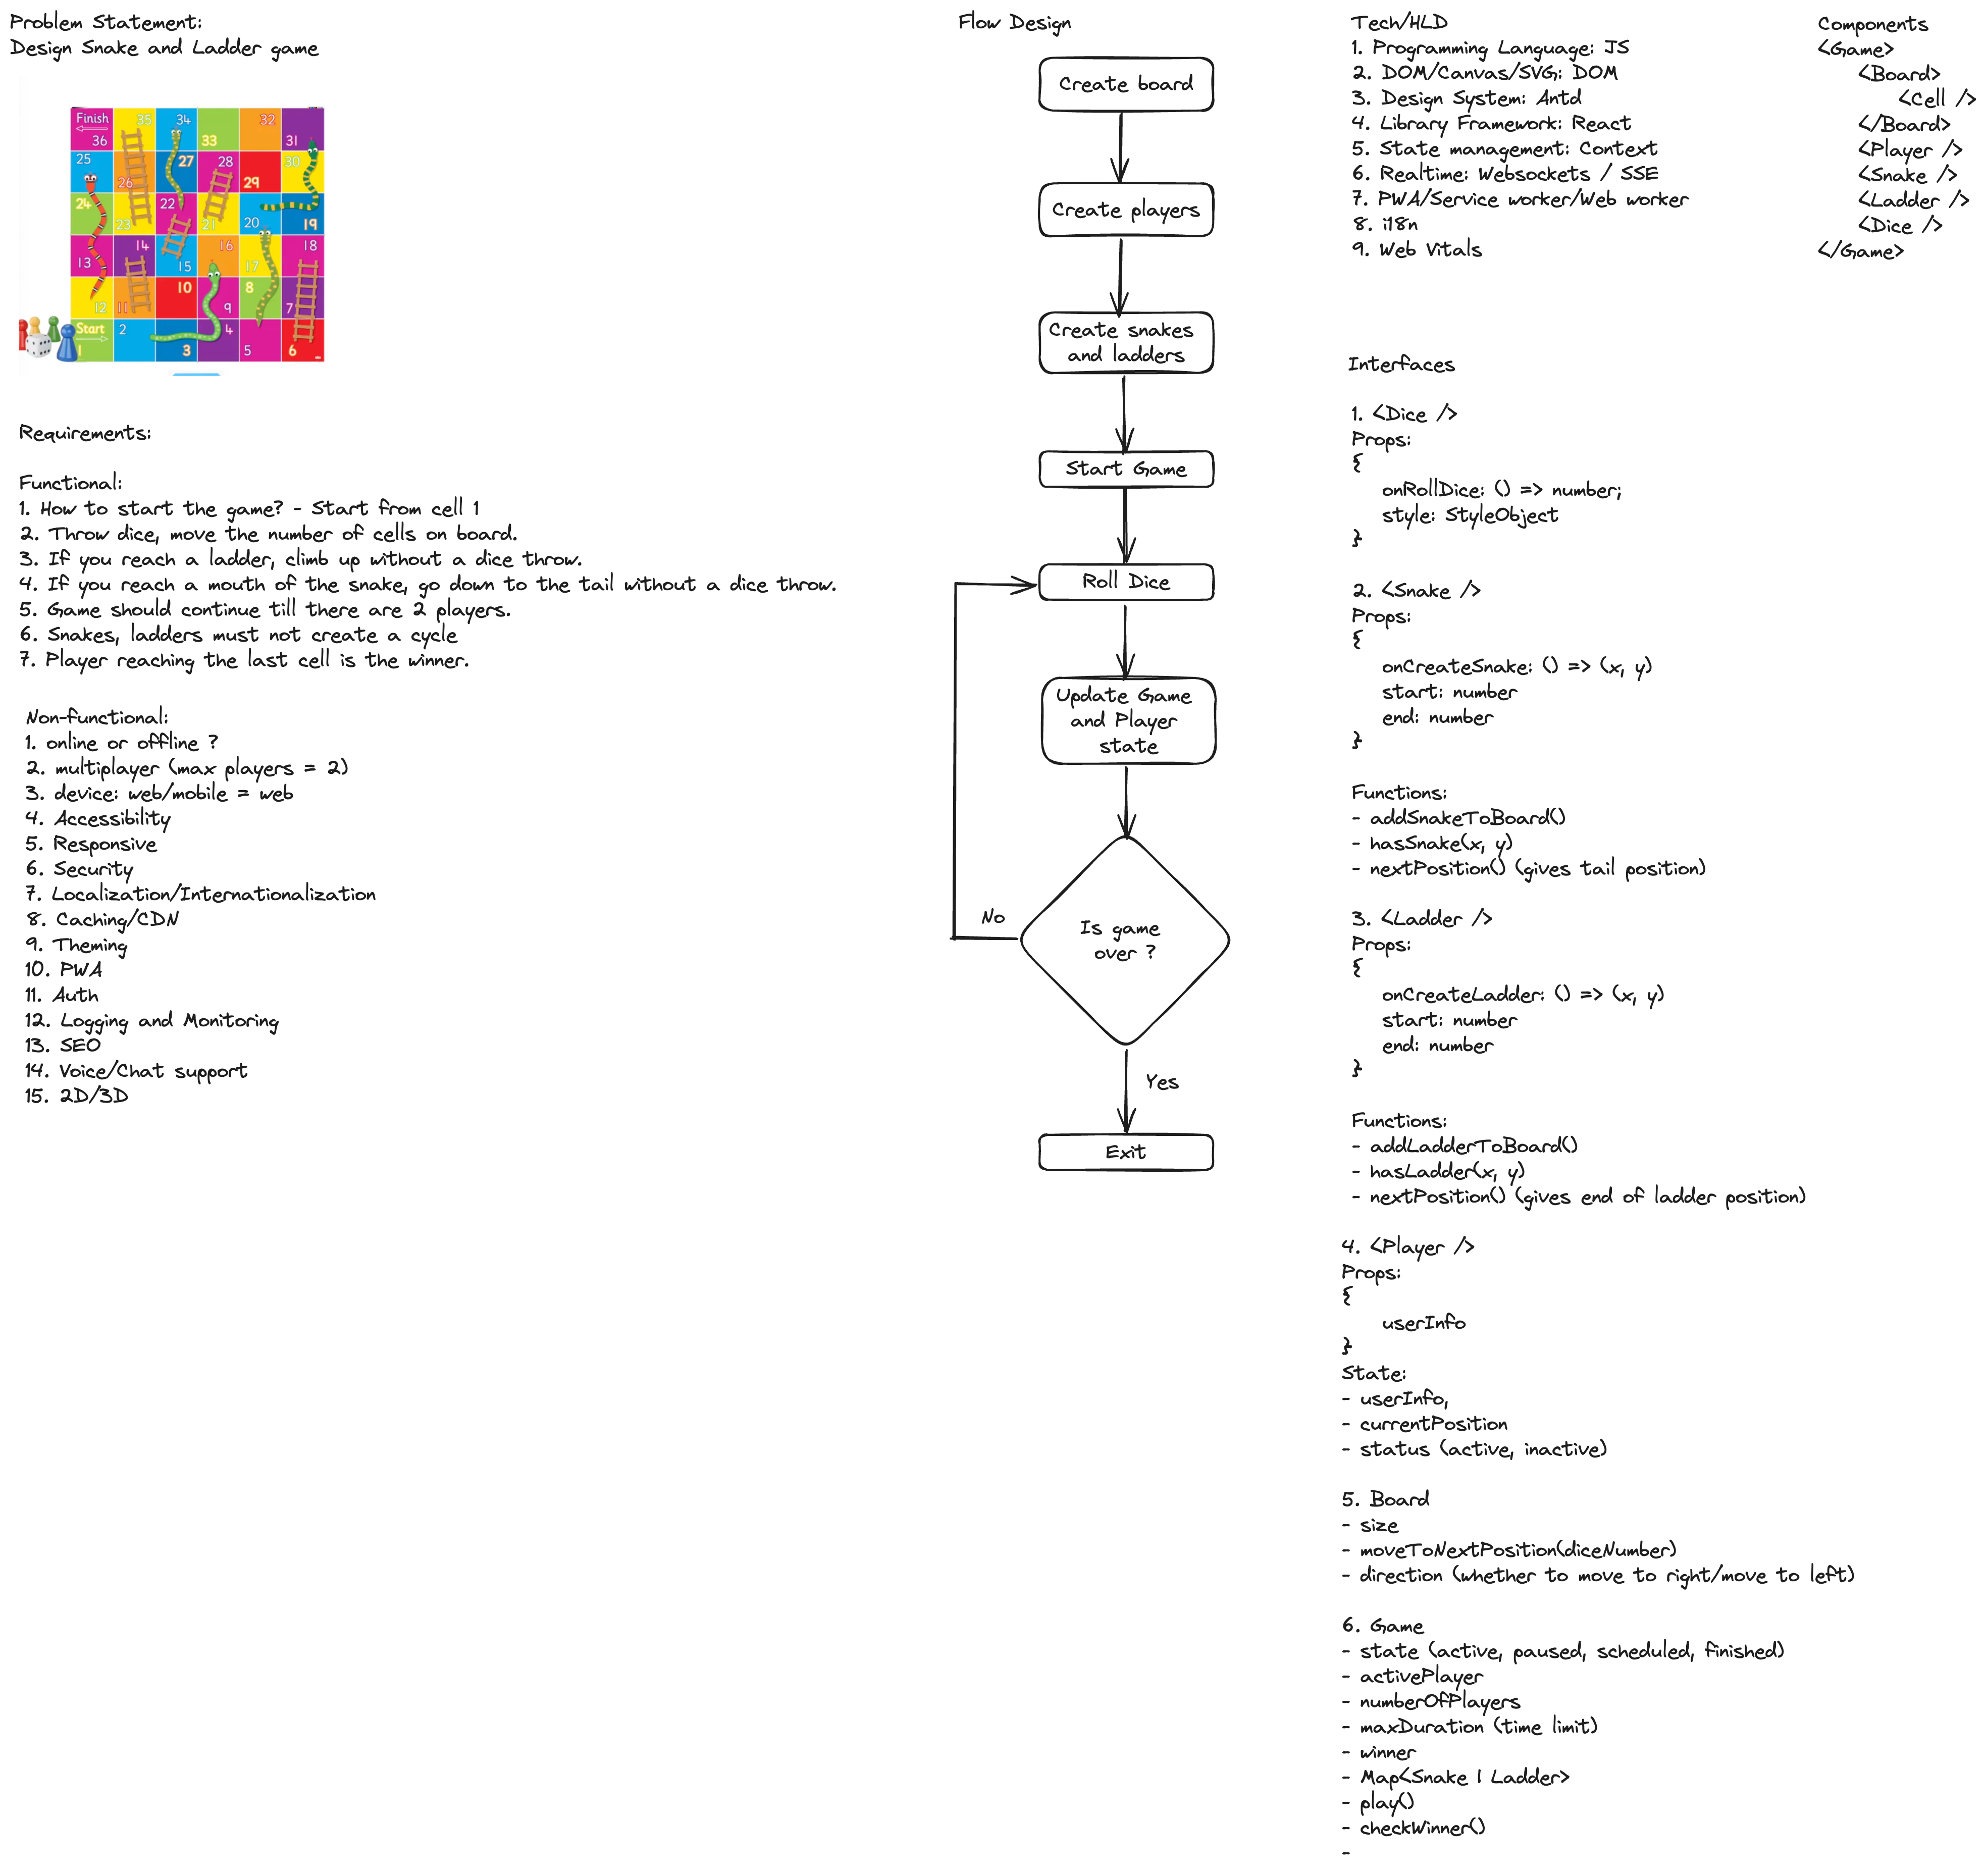 Problem Statement:
Design Snake and Ladder game
Finish
36
35
34
33
32
31
25
26
27
28
29
30
24
23
22
21
20
19
13
14
15
16
17
18
12
11
10
9
8
7
Start
1
2
3
4
5
6
Requirements:
Functional:
1. How to start the game? - Start from cell 1
2. Throw dice, move the number of cells on board.
3. If you reach a ladder, climb up without a dice throw.
4. If you reach a mouth of the snake, go down to the tail without a dice throw.
5. Game should continue till there are 2 players.
6. Snakes, ladders must not create a cycle
7. Player reaching the last cell is the winner.
Non-functional:
1. online or offline ?
2. multiplayer (max players = 2)
3. device: web/mobile = web
4. Accessibility
5. Responsive
6. Security
7. Localization/Internationalization
8. Caching/CDN
9. Theming
10. PWA
11. Auth
12. Logging and Monitoring
13. SEO
14. Voice/Chat support
15. 2D/3D
Flow Design
Create board
Create players
Create snakes
and ladders
Start Game
Roll Dice
Update Game
and Player
state
Is game
over ?
No
Yes
Exit
Tech/HLD
1. Programming Language: JS
2. DOM/Canvas/SVG: DOM
3. Design System: Antd
4. Library Framework: React
5. State management: Context
6. Realtime: Websockets / SSE
7. PWA/Service worker/Web worker
8. i18n
9. Web Vitals
Components
<Game>
<Board>
<Cell />
</Board>
<Player />
<Snake />
<Ladder />
<Dice />
</Game>
Interfaces
1. <Dice />
Props:
{
onRollDice: () => number;
style: StyleObject
}
2. <Snake />
Props:
{
onCreateSnake: () => (x, y)
start: number
end: number
}
Functions:
- addSnakeToBoard()
- hasSnake(x, y)
- nextPosition() (gives tail position)
3. <Ladder />
Props:
{
onCreateLadder: () => (x, y)
start: number
end: number
}
Functions:
- addLadderToBoard()
- hasLadder(x, y)
- nextPosition() (gives end of ladder position)
4. <Player />
Props:
{
userInfo
}
State:
- userInfo,
- currentPosition
- status (active, inactive)
5. Board
- size
- moveToNextPosition(diceNumber)
- direction (whether to move to right/move to left)
6. Game
- state (active, paused, scheduled, finished)
- activePlayer
- numberOfPlayers
- maxDuration (time limit)
- winner
- Map<Snake | Ladder>
- play()
- checkWinner()
-